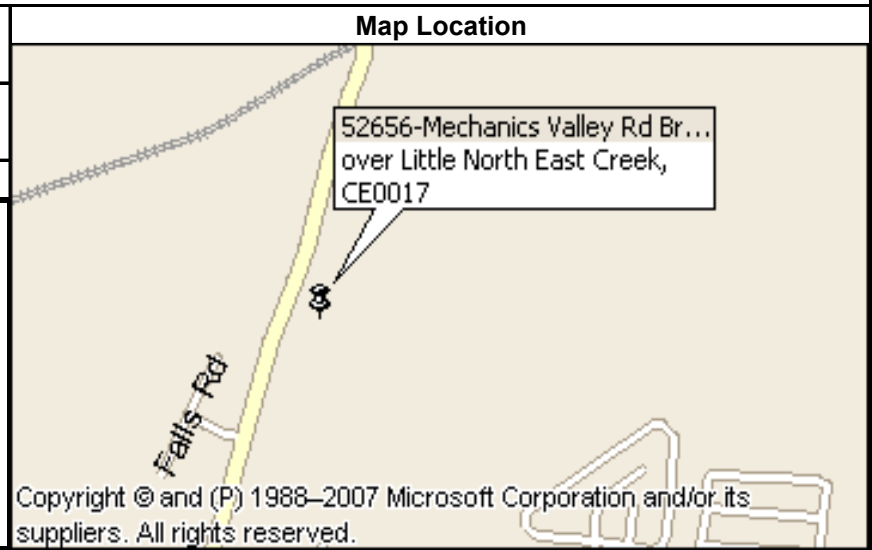 Map Location
52656-Mechanics Valley Rd Br...
over Little North East Creek,
CE0017
Falls Rd
Copyright © and (P) 1988–2007 Microsoft Corporation and/or its
suppliers. All rights reserved.